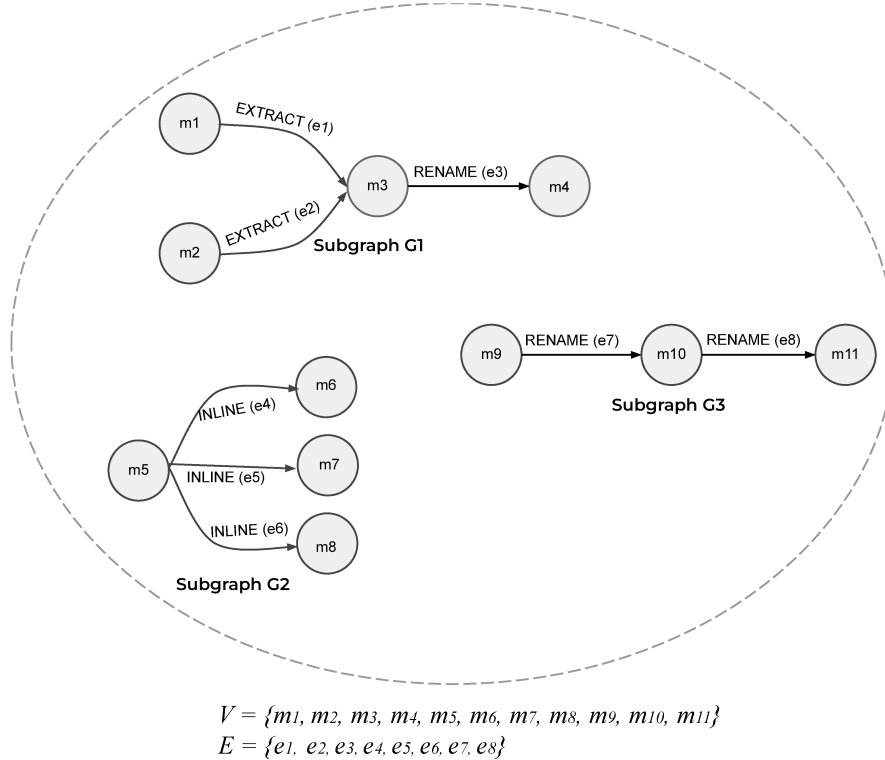 m1
EXTRACT (e1)
m3
RENAME (e3)
m4
EXTRACT (e2)
m2
Subgraph G1
m9
RENAME (e7)
m10
RENAME (e8)
m11
Subgraph G3
m6
INLINE (e4)
m5
m7
INLINE (e5)
INLINE (e6)
m8
Subgraph G2
V = {m1, m2, m3, m4, m5, m6, m7, m8, m9, m10, m11}
E = {e1, e2, e3, e4, e5, e6, e7, e8}